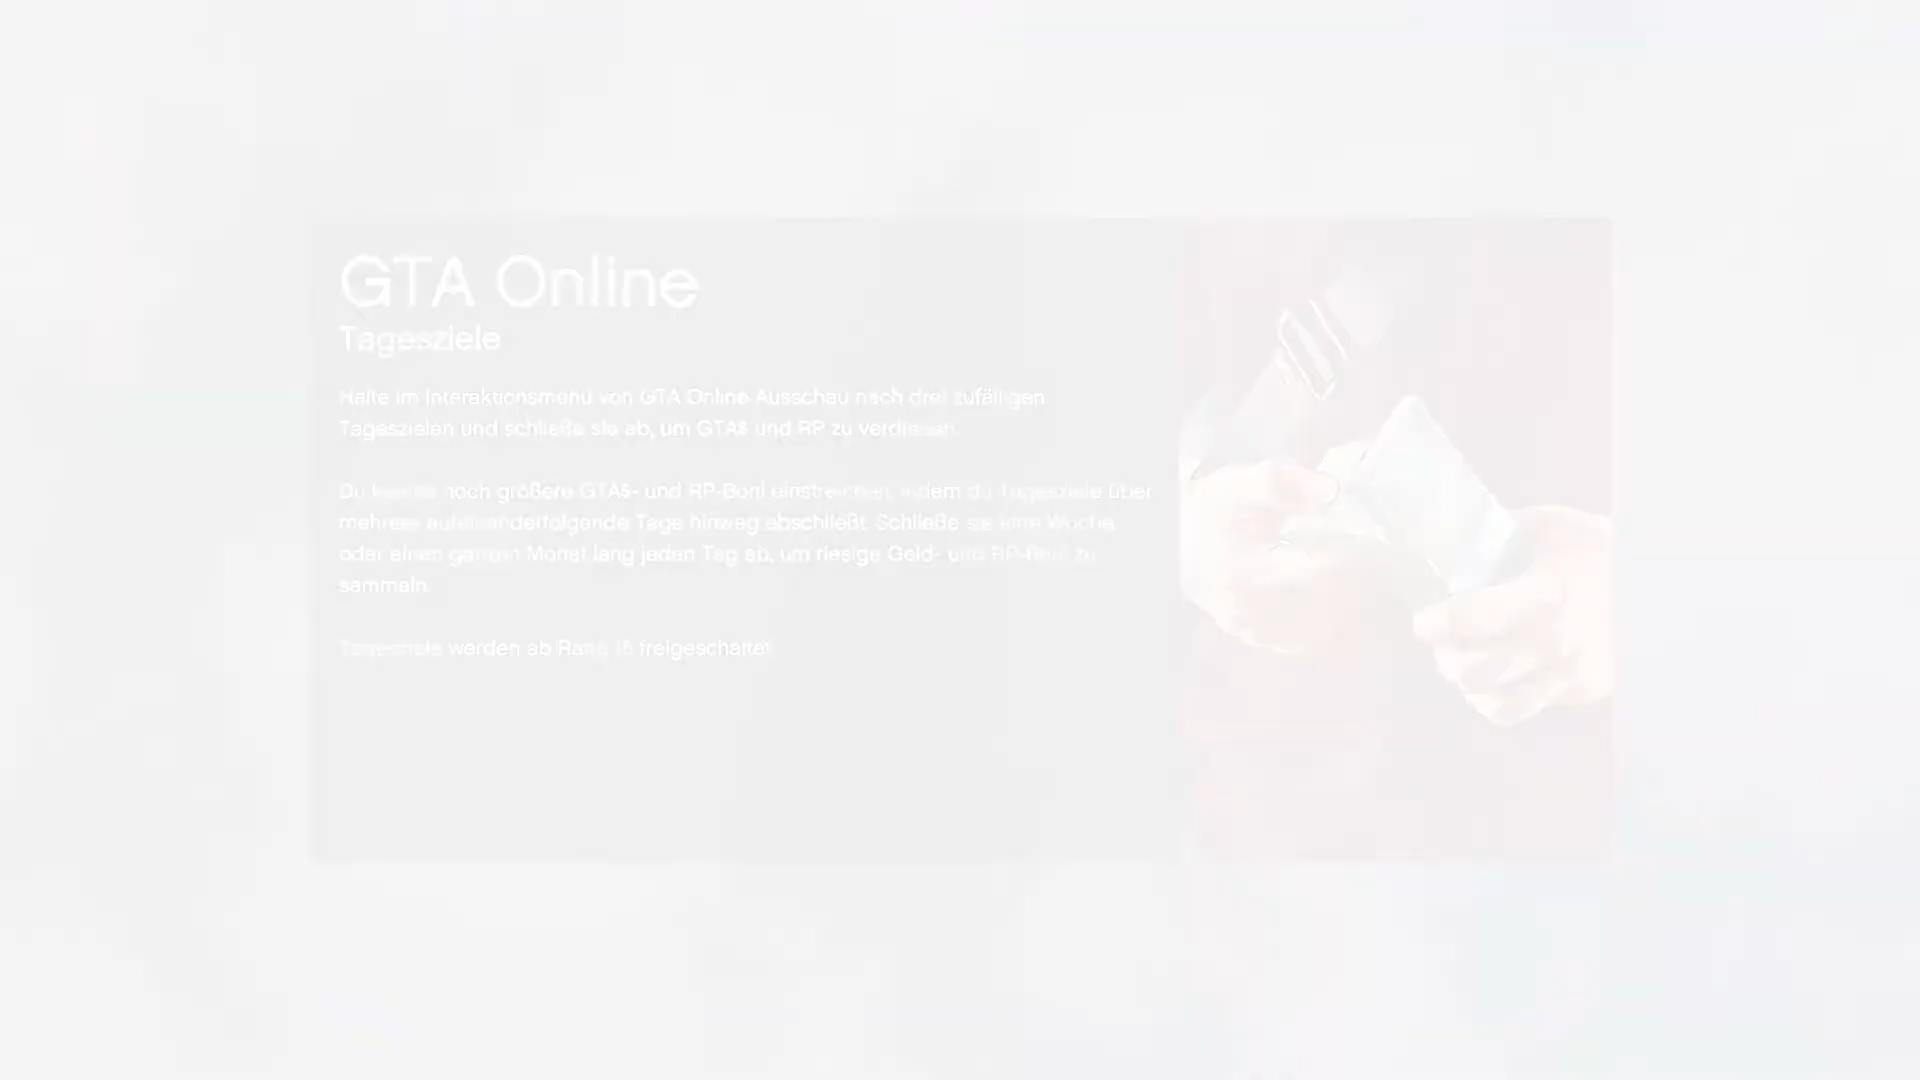 GTA Online
Tagesziele
Halte im Interaktionsmenü von GTA Online Ausschau nach drei zufälligen
Tageszielen und schließe sie ab, um GTA$ und RP zu verdienen.
Du kannst noch größere GTA$- und RP-Boni einstreichen, indem du Tagesziele über
mehrere aufeinanderfolgende Tage hinweg abschließt. Schließe sie eine Woche
oder einen ganzen Monat lang jeden Tag ab, um riesige Geld- und RP-Boni zu
sammeln.
Tagesziele werden ab Rang 15 freigeschaltet.